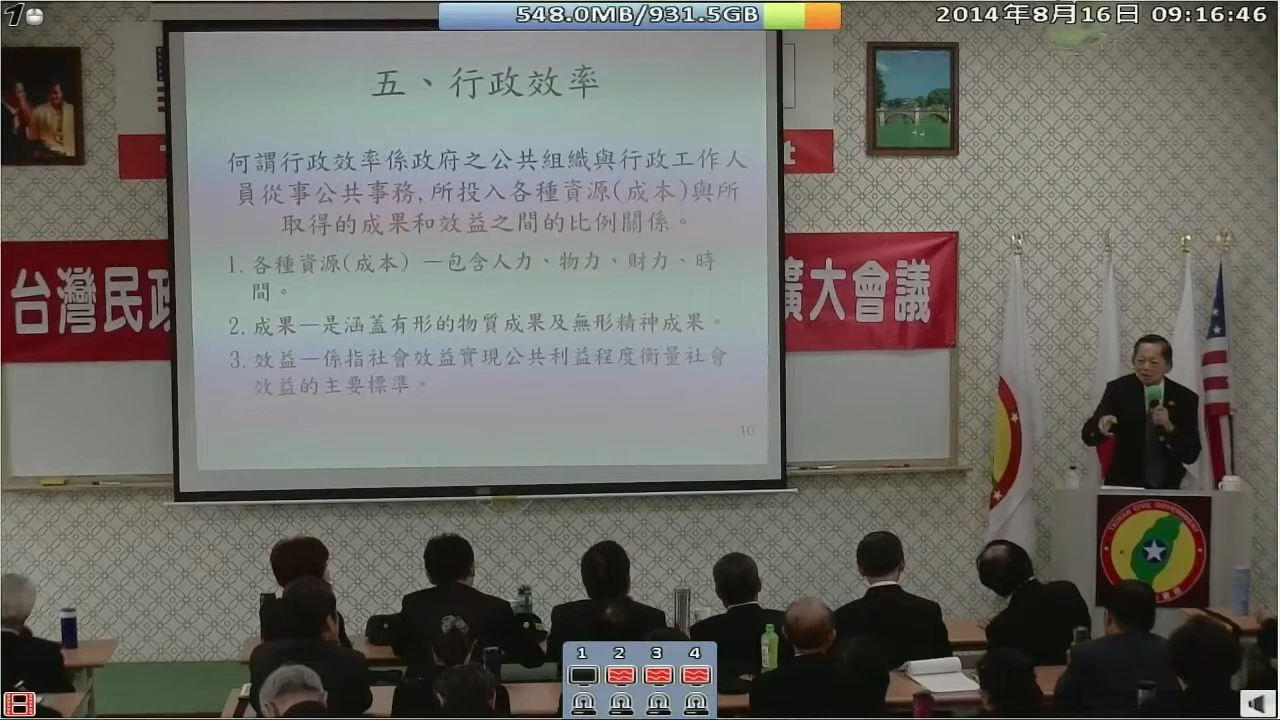 1
548.0MB/931.5GB
2014年8月16日 09:16:46
五、行政效率
何謂行政效率係政府之公共組織與行政工作人
員從事公共事務,所投入各種資源(成本)與所
取得的成果和效益之間的比例關係。
1. 各種資源(成本) —包含人力、物力、財力、時
間。
2. 成果—是涵蓋有形的物質成果及無形精神成果。
3. 效益—係指社會效益實現公共利益程度衡量社會
效益的主要標準。
10
台灣民政
擴大會議
TAIWAN CIVIL GOVERNMENT
1 2 3 4